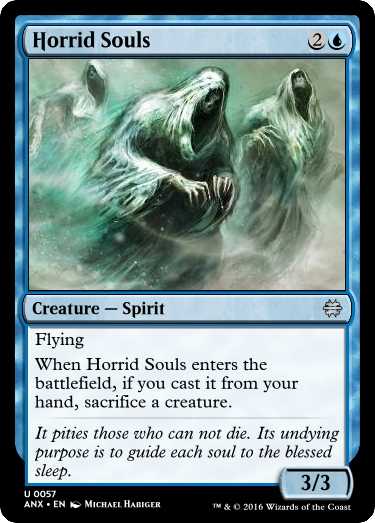 Horrid Souls 2
Creature — Spirit
Flying
When Horrid Souls enters the
battlefield, if you cast it from your
hand, sacrifice a creature.
It pities those who can not die. Its undying
purpose is to guide each soul to the blessed
sleep.
3/3
U 0057
ANX • EN Michael Habiger
™ & © 2016 Wizards of the Coast